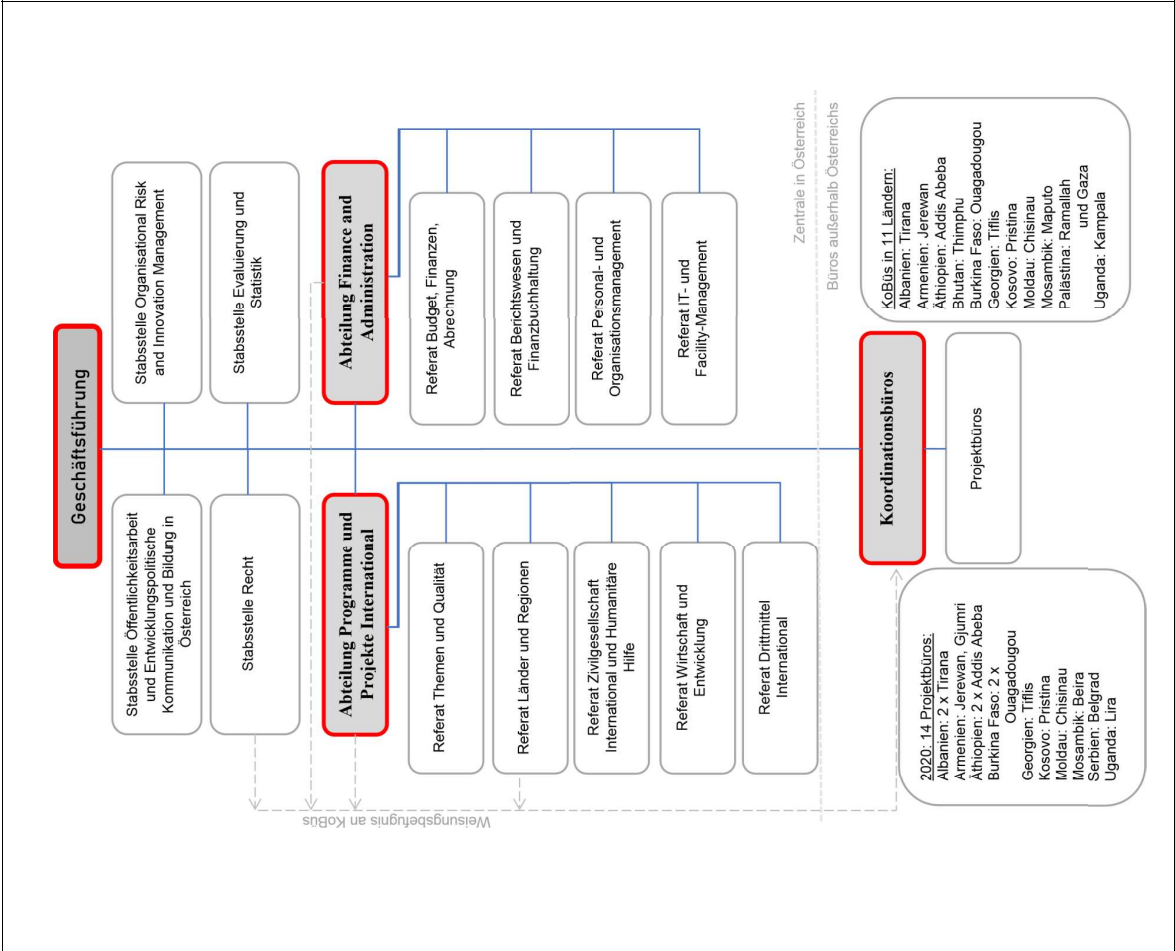 Geschäftsführung
Stabsstelle Öffentlichkeitsarbeit
und Entwicklungspolitische
Kommunikation und Bildung in
Österreich
Stabsstelle Organisational Risk
and Innovation Management
Stabsstelle Recht
Stabsstelle Evaluierung und
Statistik
Abteilung Programme und
Projekte International
Abteilung Finance and
Administration
Referat Themen und Qualität
Referat Länder und Regionen
Referat Zivilgesellschaft
International und Humanitäre
Hilfe
Referat Wirtschaft und
Entwicklung
Referat Drittmittel
International
Referat Budget, Finanzen,
Abrechnung
Referat Berichtswesen und
Finanzbuchhaltung
Referat Personal- und
Organisationsmanagement
Referat IT- und
Facility-Management
Weisungsbefugnis an KoBüs
Zentrale in Österreich
Büros außerhalb Österreichs
Koordinationsbüros
Projektbüros
2020: 14 Projektbüros:
Albanien: 2 x Tirana
Armenien: Jerewan, Gjumri
Äthiopien: 2 x Addis Abeba
Burkina Faso: 2 x
Ouagadougou
Georgien: Tiflis
Kosovo: Pristina
Moldau: Chisinau
Mosambik: Beira
Serbien: Belgrad
Uganda: Lira
KoBüs in 11 Ländern:
Albanien: Tirana
Armenien: Jerewan
Äthiopien: Addis Abeba
Bhutan: Thimphu
Burkina Faso: Ouagadougou
Georgien: Tiflis
Kosovo: Pristina
Moldau: Chisinau
Mosambik: Maputo
Palästina: Ramallah
und Gaza
Uganda: Kampala